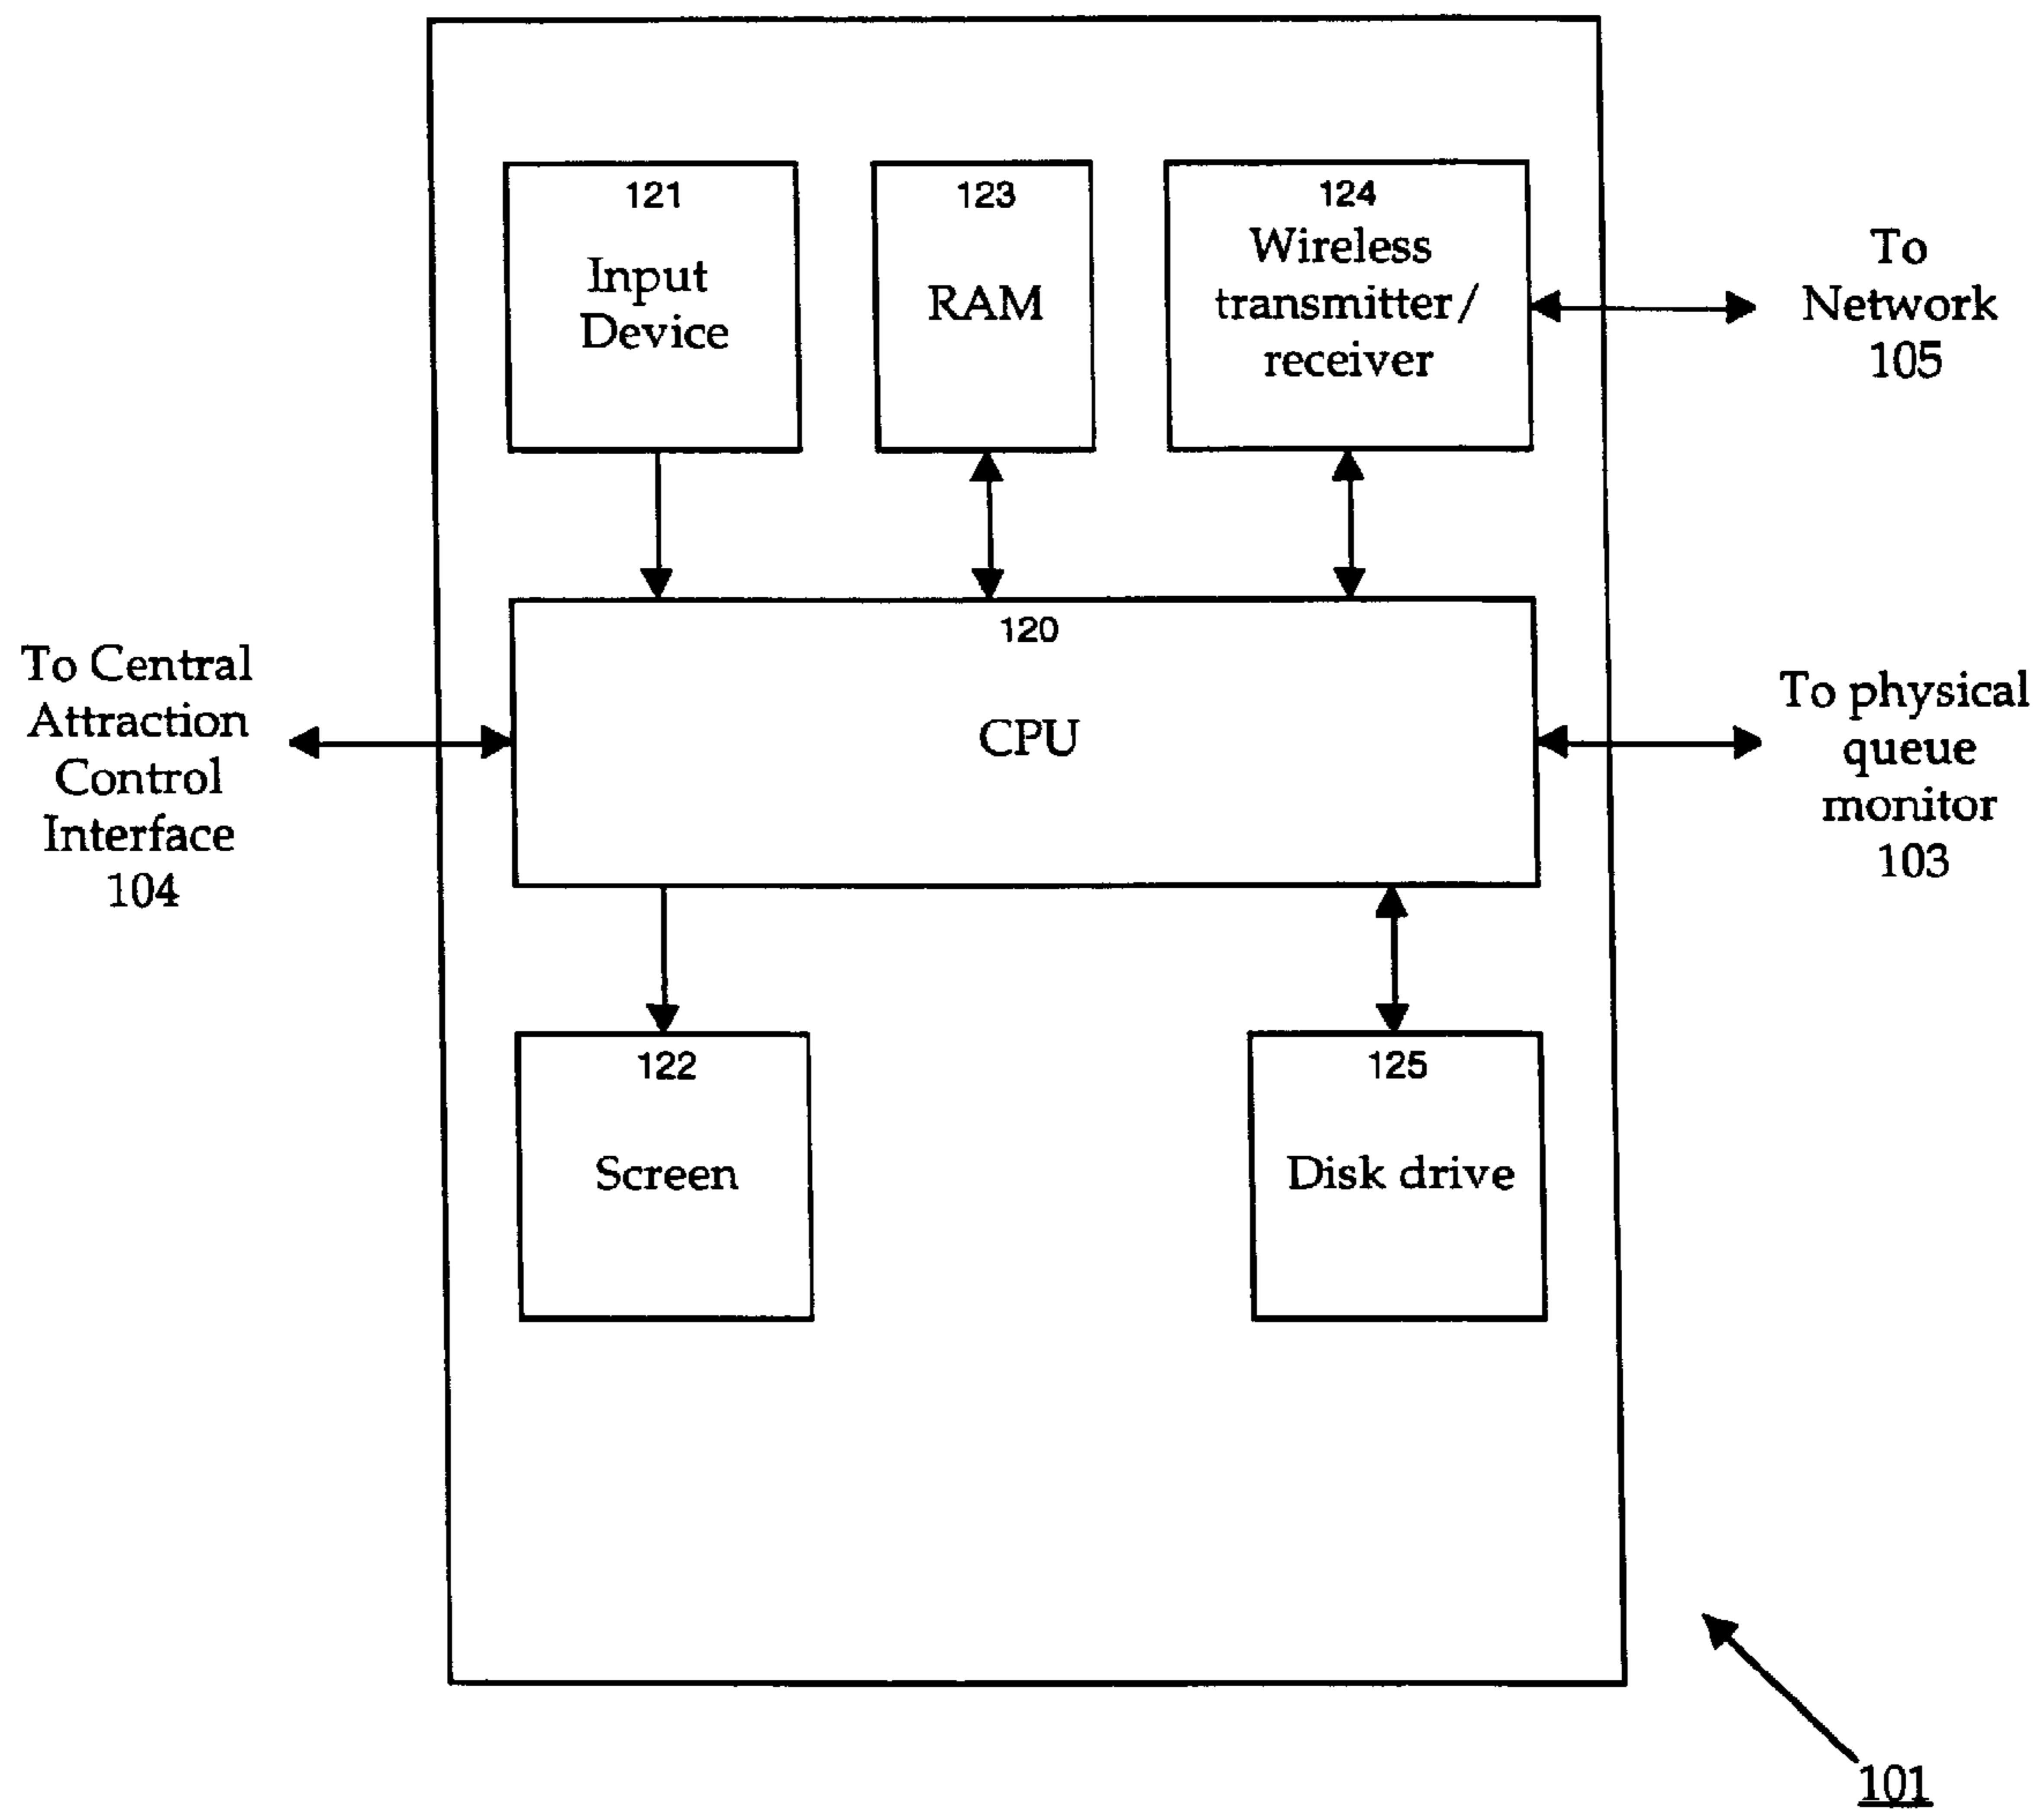 121
Input
Device
123
RAM
124
Wireless
transmitter/
receiver
To
Network
105
120
CPU
To Central
Attraction
Control
Interface
104
To physical
queue
monitor
103
122
Screen
125
Disk drive
101